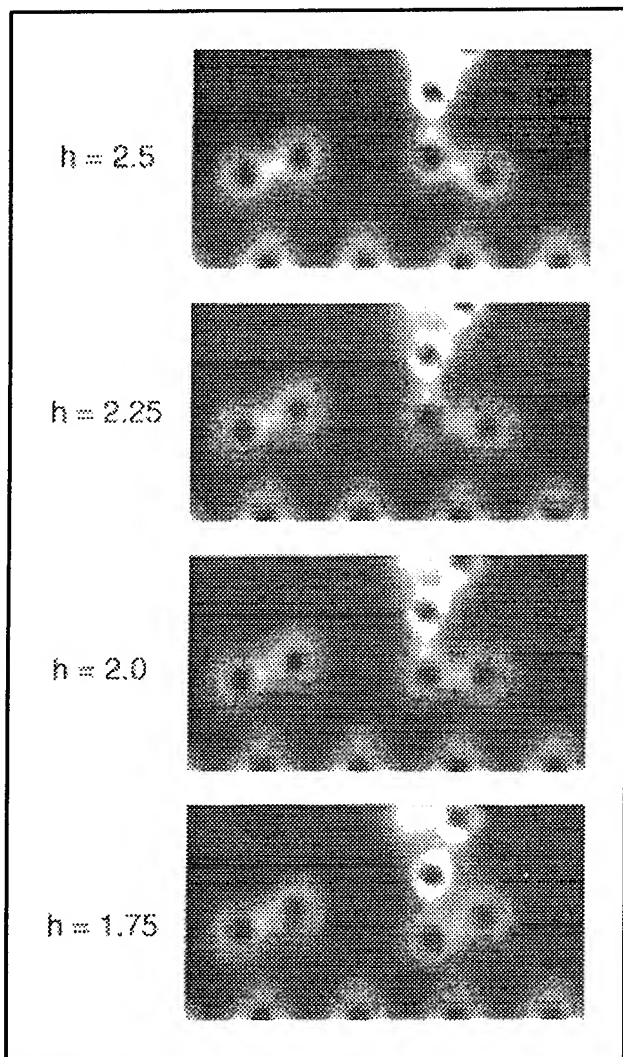 h = 2.5
h = 2.25
h = 2.0
h = 1.75